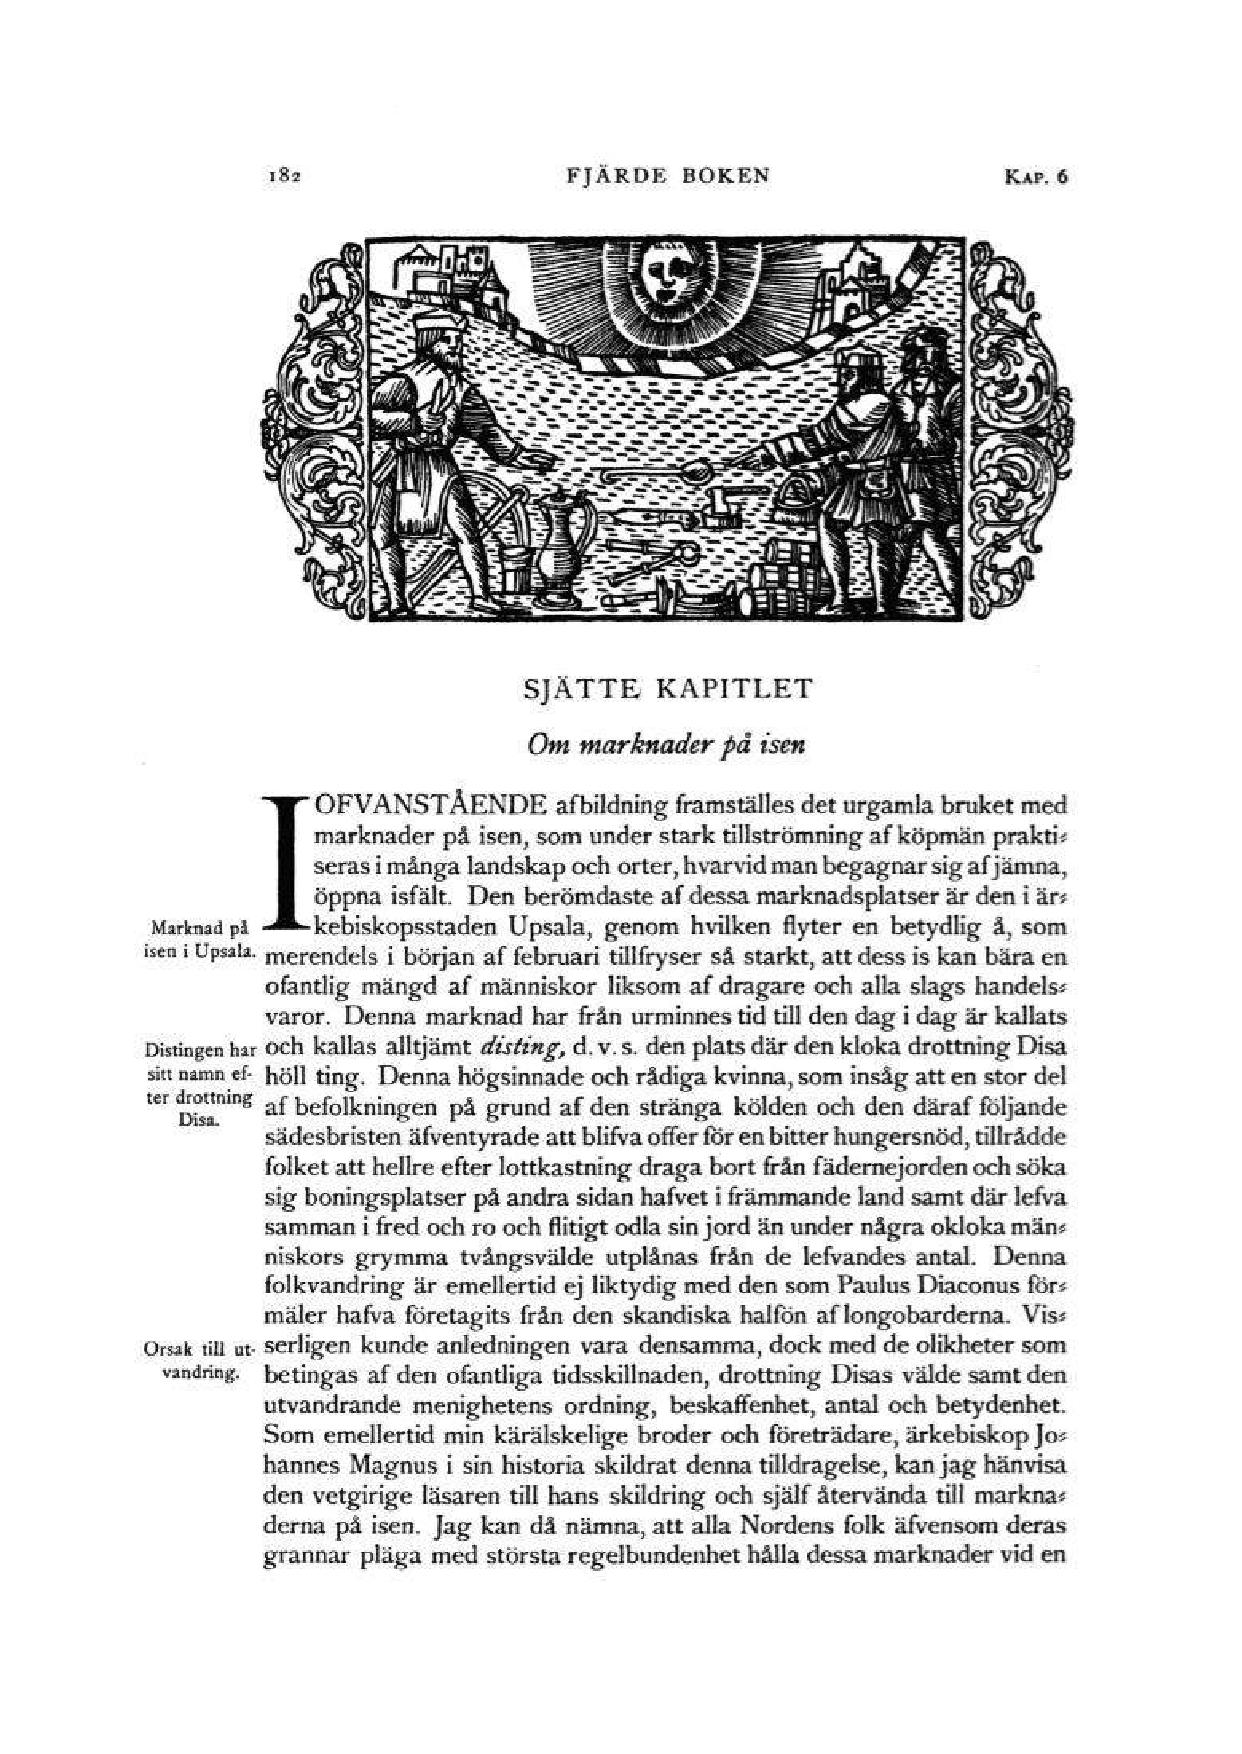 182 FJÄRDE BOKEN KAP. 6
SJÄTTE KAPITLET
Om marknader på isen
I OFVANSTÅENDE afbildning framställes det urgamla bruket med
marknader på isen, som under stark tillströmning af köpmän prakti-
seras i många landskap och orter, hvarvid man begagnar sig af jämna,
öppna isfält. Den berömdaste af dessa marknadsplatser är den i är-
kebiskopsstaden Upsala, genom hvilken flyter en betydlig å, som
merendels i början af februari tillfryser så starkt, att dess is kan bära en
ofantlig mängd af människor liksom af dragare och alla slags handels-
varor. Denna marknad har från urminnes tid till den dag i dag är kallats
och kallas alltjämt disting, d. v. s. den plats där den kloka drottning Disa
höll ting. Denna högsinnade och rådiga kvinna, som insåg att en stor del
af befolkningen på grund af den stränga kölden och den däraf följande
sädesbristen äfventyrade att blifva offer för en bitter hungersnöd, tillrådde
folket att hellre efter lottkastning draga bort från fädernejorden och söka
sig boningsplatser på andra sidan hafvet i främmande land samt där lefva
samman i fred och ro och flitigt odla sin jord än under några okloka män-
niskors grymma tvångsvälde utplånas från de lefvandes antal. Denna
folkvandring är emellertid ej liktydig med den som Paulus Diaconus för-
mäler hafva företagits från den skandiska halfön af longobarderna. Vis-
serligen kunde anledningen vara densamma, dock med de olikheter som
betingas af den ofantliga tidsskillnaden, drottning Disas välde samt den
utvandrande menighetens ordning, beskaffenhet, antal och betydenhet.
Som emellertid min kärälskelige broder och företrädare, ärkebiskop Jo-
hannes Magnus i sin historia skildrat denna tilldragelse, kan jag hänvisa
den vetgirige läsaren till hans skildring och själf återvända till markna-
derna på isen. Jag kan då nämna, att alla Nordens folk äfvensom deras
grannar pläga med största regelbundenhet hålla dessa marknader vid en
Marknad på
isen i Upsala.
Distingen har
sitt namn ef-
ter drottning
Disa.
Orsak till ut-
vandring.